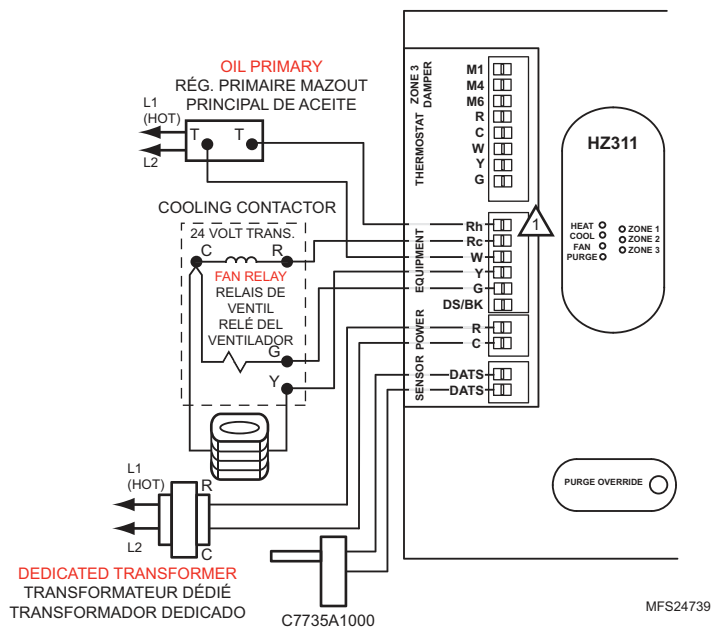 OIL PRIMARY
RÉG. PRIMAIRE MAZOUT
PRINCIPAL DE ACEITE
L1
(HOT)
L2
T
T
COOLING CONTACTOR
24 VOLT TRANS.
C
R
FAN RELAY
RELAIS DE
VENTIL
RELÉ DEL
VENTILADOR
G
Y
L1
(HOT)
L2
R
C
DEDICATED TRANSFORMER
TRANSFORMATEUR DÉDIÉ
TRANSFORMADOR DEDICADO
C7735A1000
ZONE 3
DAMPER
THERMOSTAT
EQUIPMENT
POWER
SENSOR
M1
M4
M6
R
C
W
Y
G
Rh
Rc
W
Y
G
DS/BK
R
C
DATS
DATS
1
HZ311
HEAT
COOL
FAN
PURGE
ZONE 1
ZONE 2
ZONE 3
PURGE OVERRIDE
MFS24739